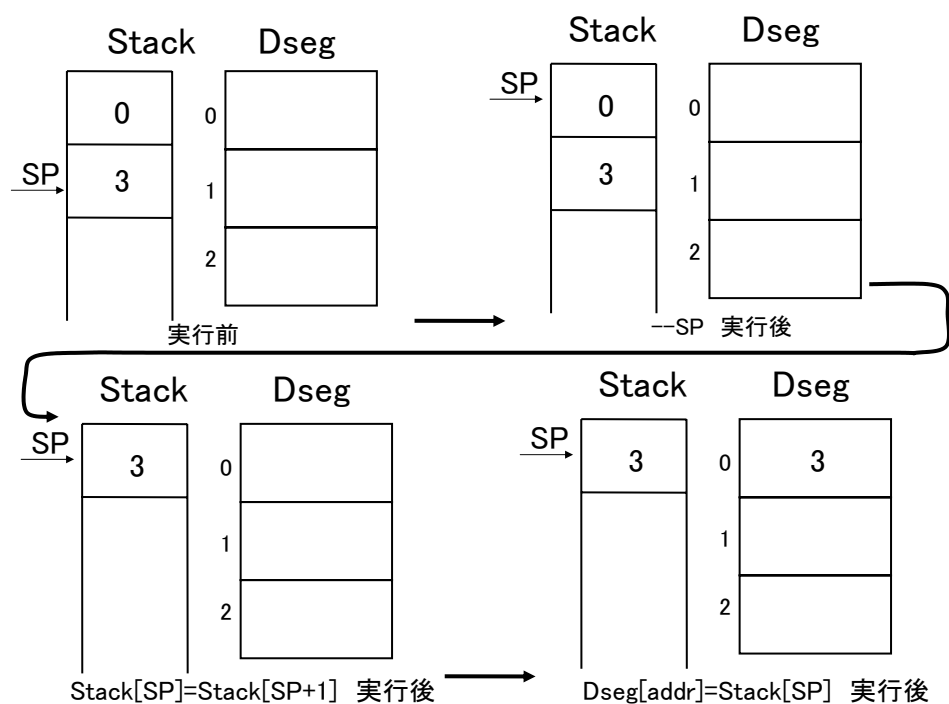 Stack Dseg
SP
0
3
0
1
2
実行前
Stack Dseg
SP
0
3
0
1
2
--SP 実行後
Stack Dseg
SP
3
0
1
2
Stack[SP]=Stack[SP+1] 実行後
Stack Dseg
SP
3
0
3
1
2
Dseg[addr]=Stack[SP] 実行後